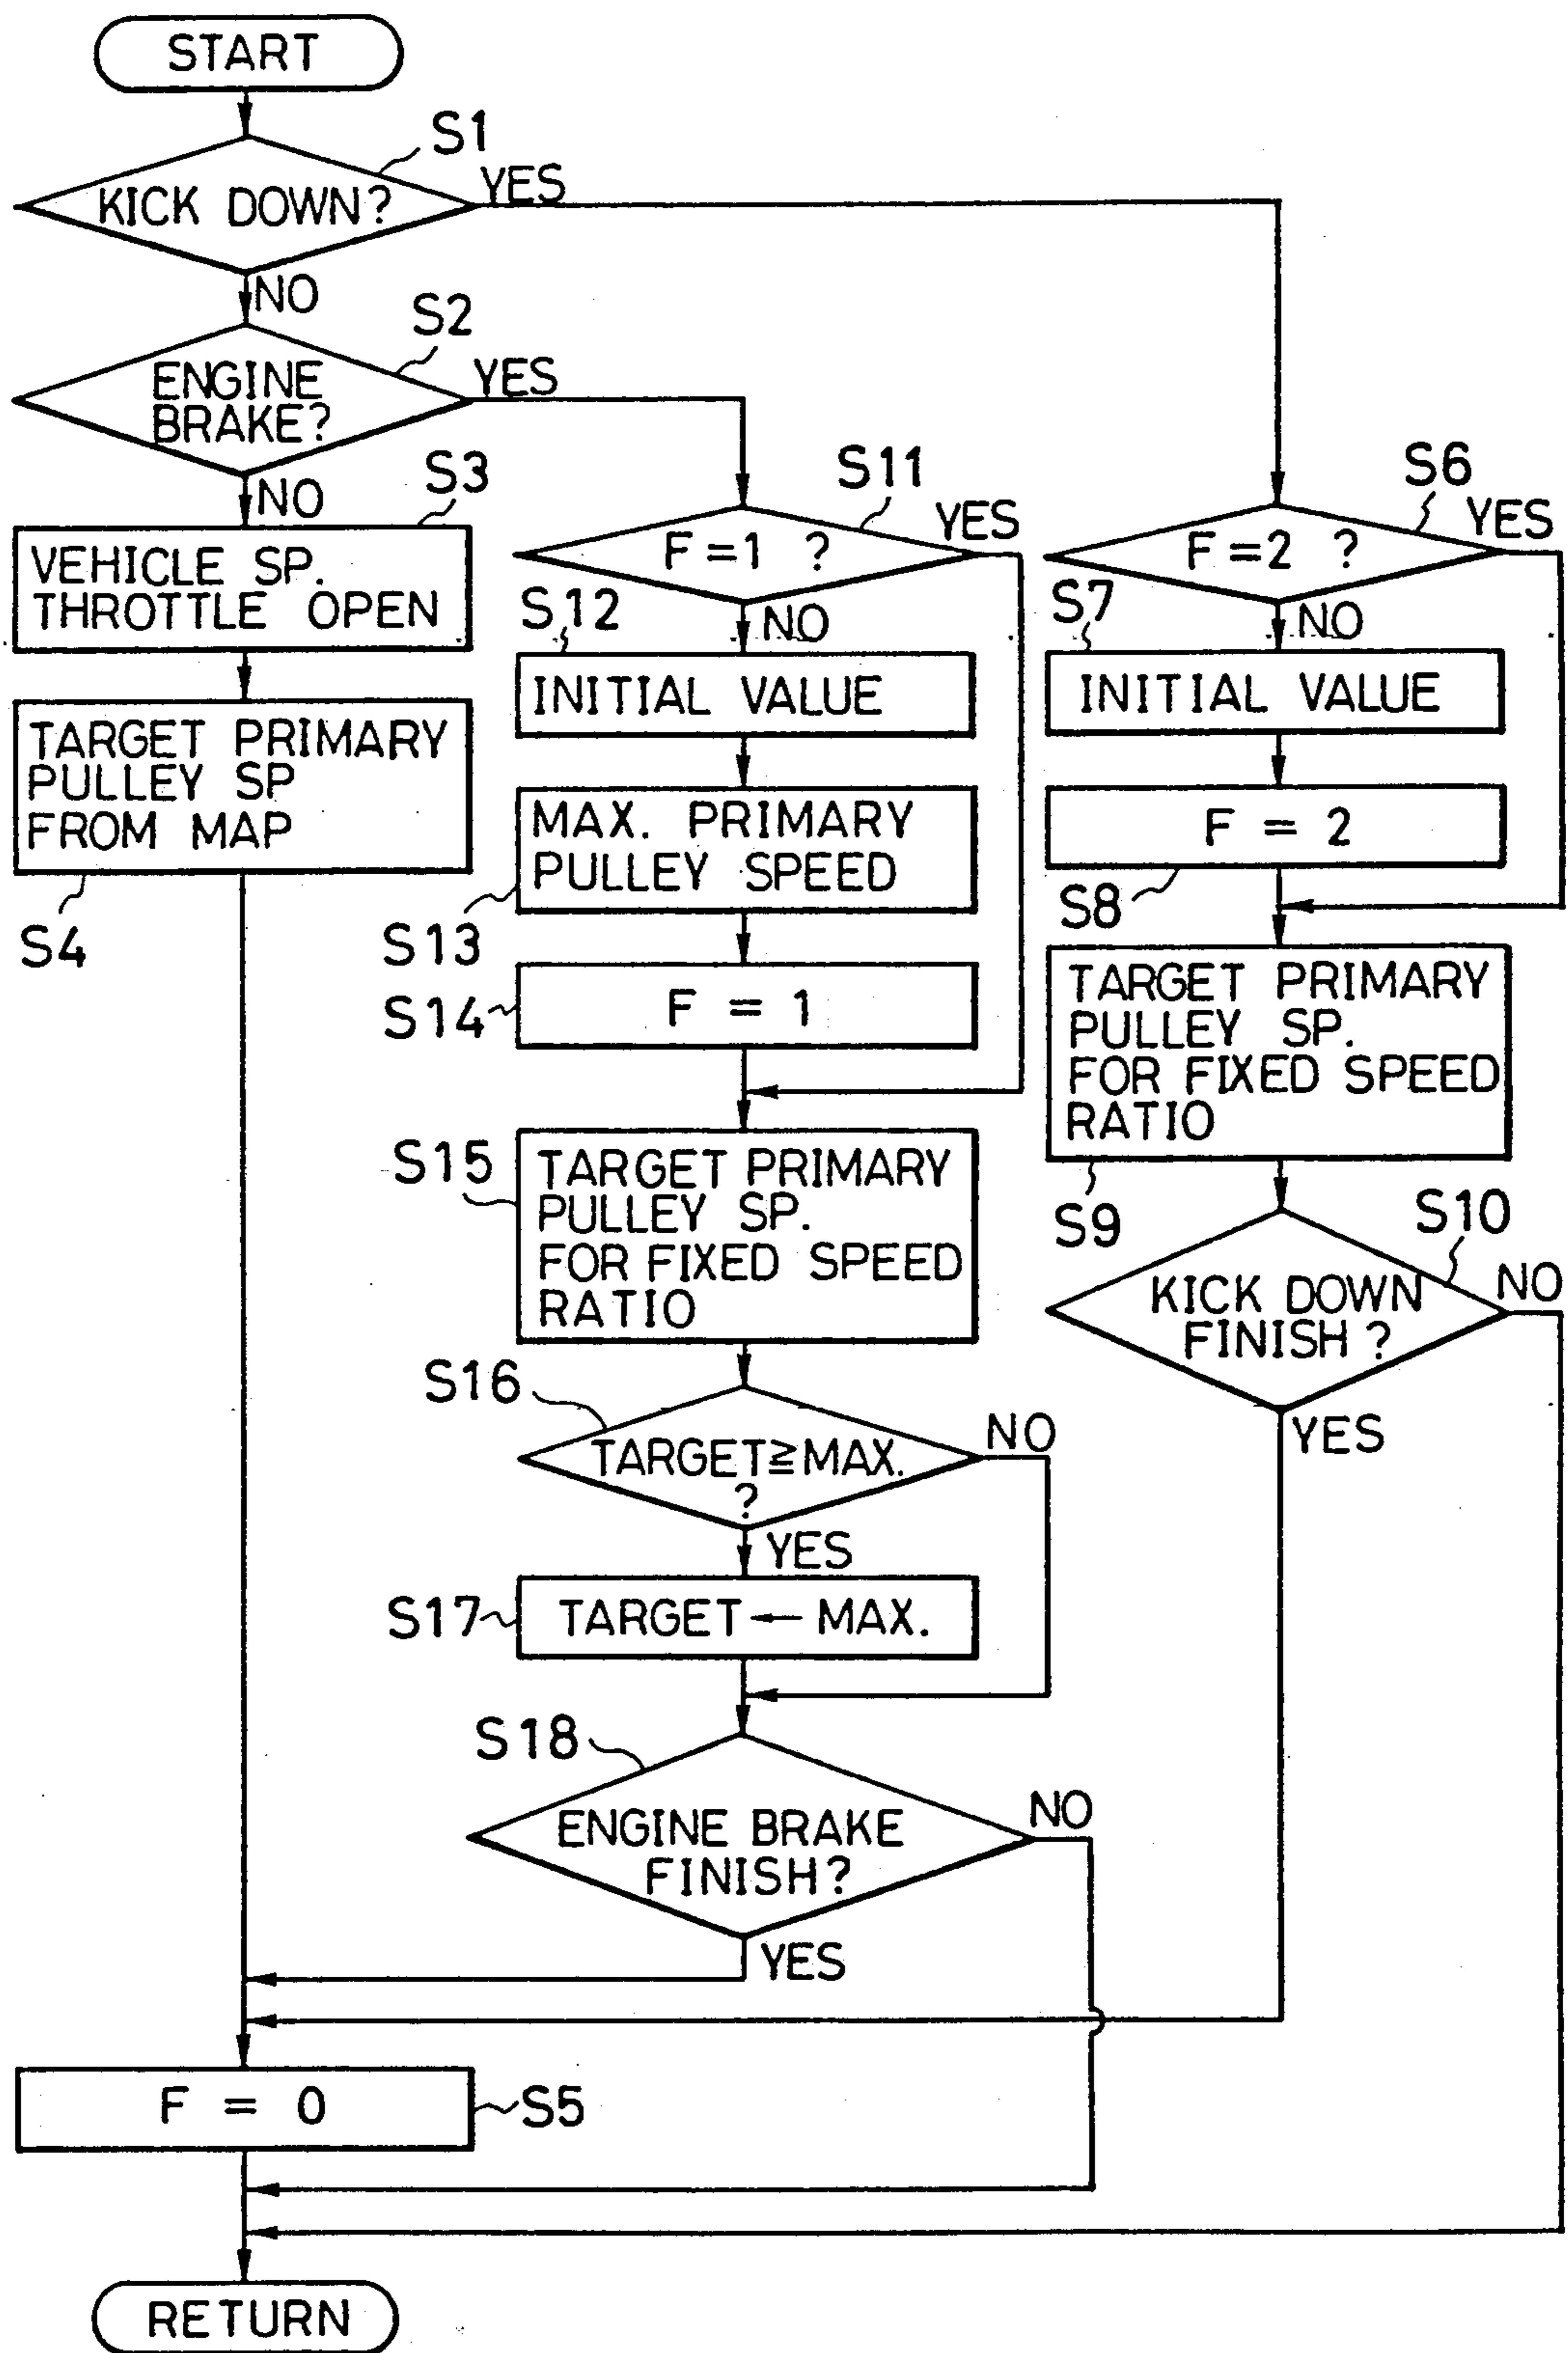 START
S1
KICK DOWN?
YES
NO
S2
ENGINE
BRAKE?
YES
NO
S3
VEHICLE SP.
THROTTLE OPEN
TARGET PRIMARY
PULLEY SP
FROM MAP
S4
S11
F=1 ?
YES
NO
S12
INITIAL VALUE
MAX. PRIMARY
PULLEY SPEED
S13
F = 1
S14
S15
TARGET PRIMARY
PULLEY SP.
FOR FIXED SPEED
RATIO
S16
TARGET≧MAX.
?
NO
YES
S17
TARGET ← MAX.
S18
ENGINE BRAKE
FINISH?
NO
YES
S6
F=2 ?
YES
NO
S7
INITIAL VALUE
F = 2
S8
TARGET PRIMARY
PULLEY SP.
FOR FIXED SPEED
RATIO
S9
S10
KICK DOWN
FINISH ?
NO
YES
F = 0
S5
RETURN